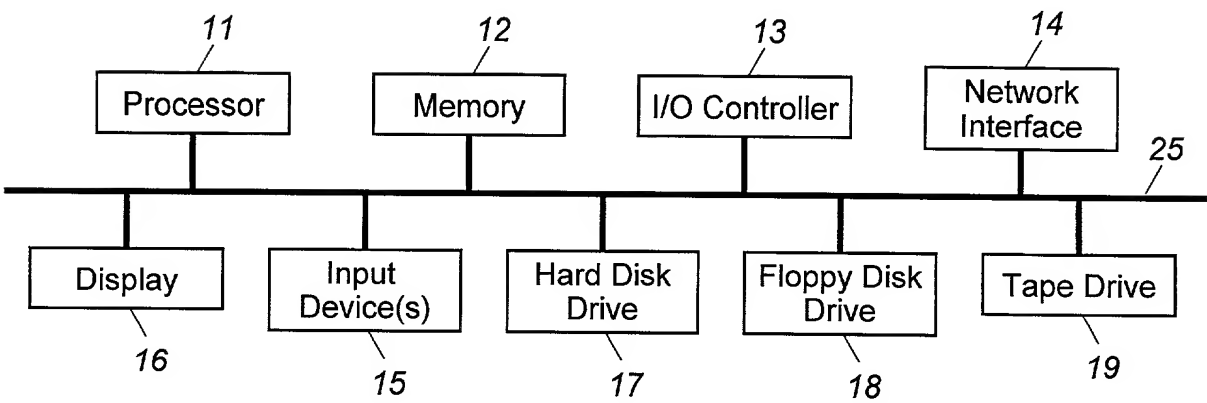 11
12
13
14
Processor
Memory
I/O Controller
Network
Interface
25
Display
Input
Device(s)
Hard Disk
Drive
Floppy Disk
Drive
Tape Drive
16
15
17
18
19